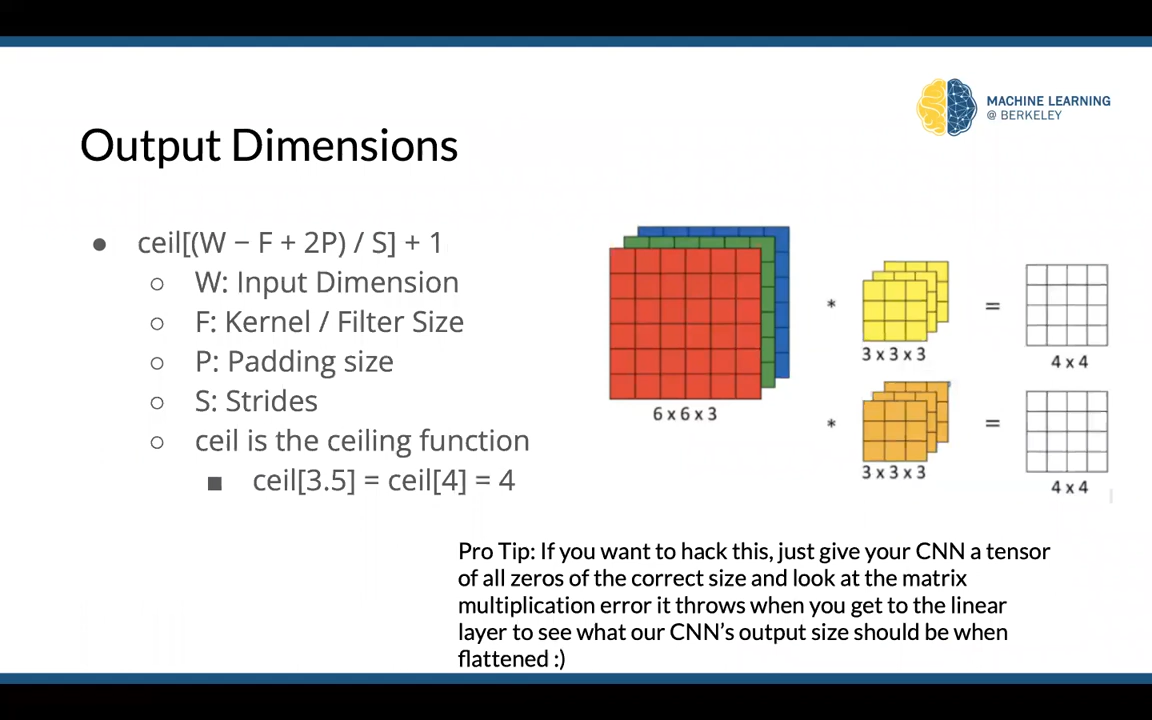 MACHINE LEARNING
@ BERKELEY
Output Dimensions
● ceil[(W − F + 2P) / S] + 1
○ W: Input Dimension
○ F: Kernel / Filter Size
○ P: Padding size
○ S: Strides
○ ceil is the ceiling function
■ ceil[3.5] = ceil[4] = 4
6 x 6 x 3
*
3 x 3 x 3
=
4 x 4
*
3 x 3 x 3
=
4 x 4
Pro Tip: If you want to hack this, just give your CNN a tensor
of all zeros of the correct size and look at the matrix
multiplication error it throws when you get to the linear
layer to see what our CNN’s output size should be when
flattened :)